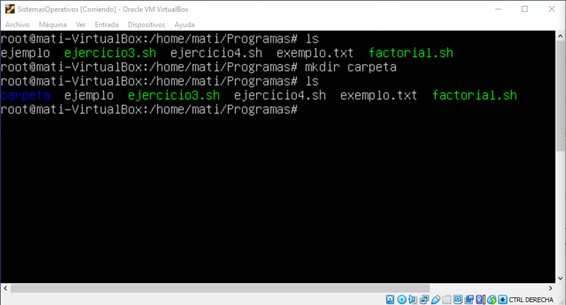 SistemasOperativos [Corriendo] - Oracle VM VirtualBox
Archivo Máquina Ver Entrada Dispositivos Ayuda
root@mati-VirtualBox:/home/mati/Programas# ls
ejemplo ejercicio3.sh ejercicio4.sh exemplo.txt factorial.sh
root@mati-VirtualBox:/home/mati/Programas# mkdir carpeta
root@mati-VirtualBox:/home/mati/Programas# ls
carpeta ejemplo ejercicio3.sh ejercicio4.sh exemplo.txt factorial.sh
root@mati-VirtualBox:/home/mati/Programas#
CTRL DERECHA